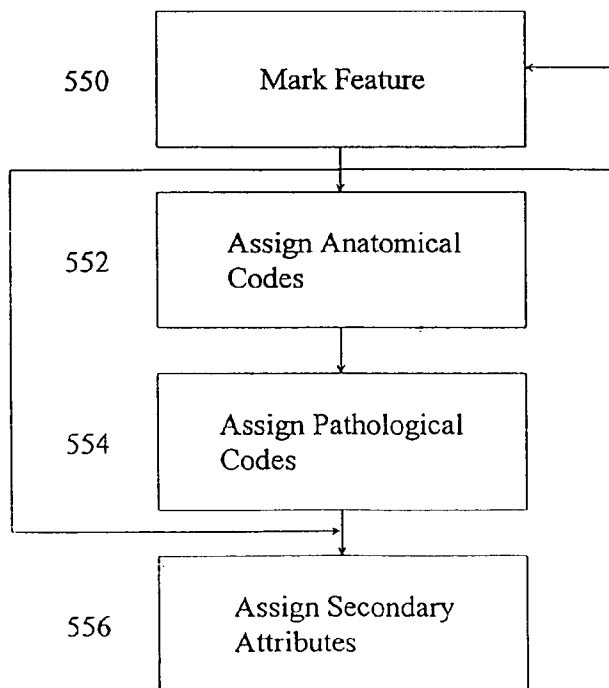 550
Mark Feature
552
Assign Anatomical
Codes
554
Assign Pathological
Codes
556
Assign Secondary
Attributes